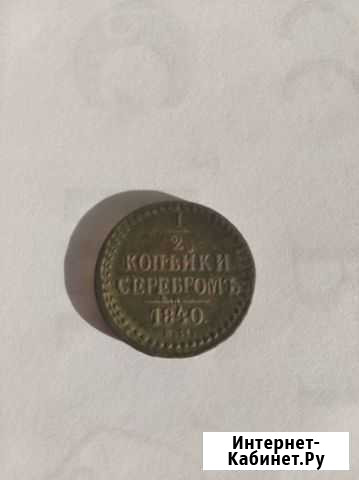 1
2
КОПѢЙКИ
СЕРЕБРОМЪ
1840.
Интернет-
Кабинет.Ру